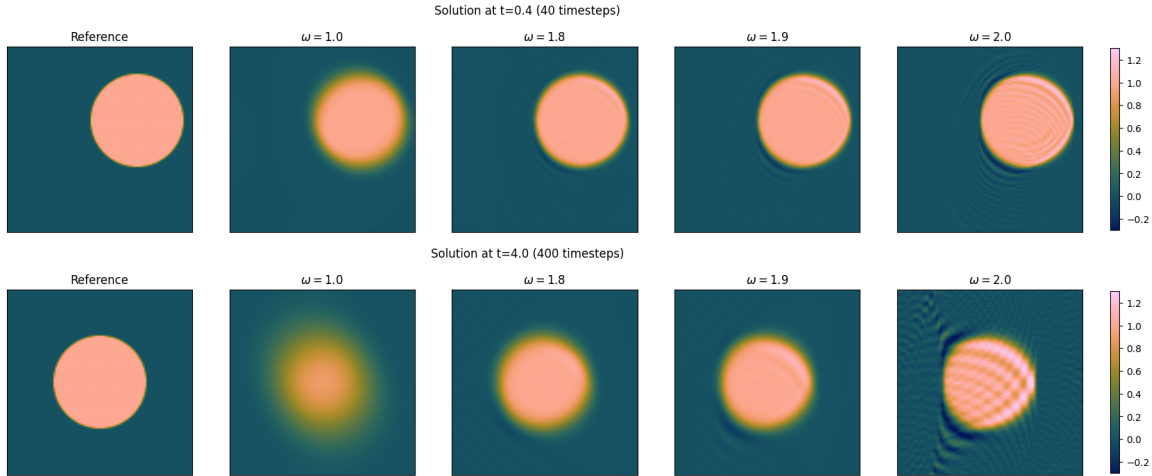 Solution at t=0.4 (40 timesteps)
Reference
ω = 1.0
ω = 1.8
ω = 1.9
ω = 2.0
1.2
1.0
0.8
0.6
0.4
0.2
0.0
−0.2
Solution at t=4.0 (400 timesteps)
Reference
ω = 1.0
ω = 1.8
ω = 1.9
ω = 2.0
1.2
1.0
0.8
0.6
0.4
0.2
0.0
−0.2